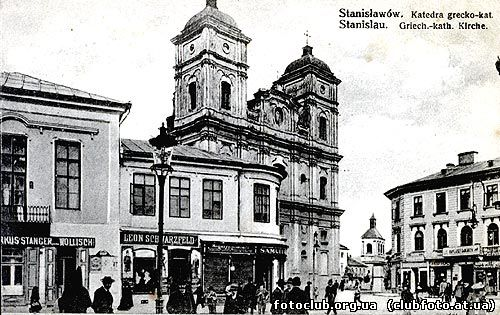 Stanisławów. Katedra grecko-kat.
Stanislau. Griech.-kath. Kirche.
KUS STANGER
WOLLISCH
LEON SCHWARZFELD
fotoclub.org.ua (clubfoto.at.ua)